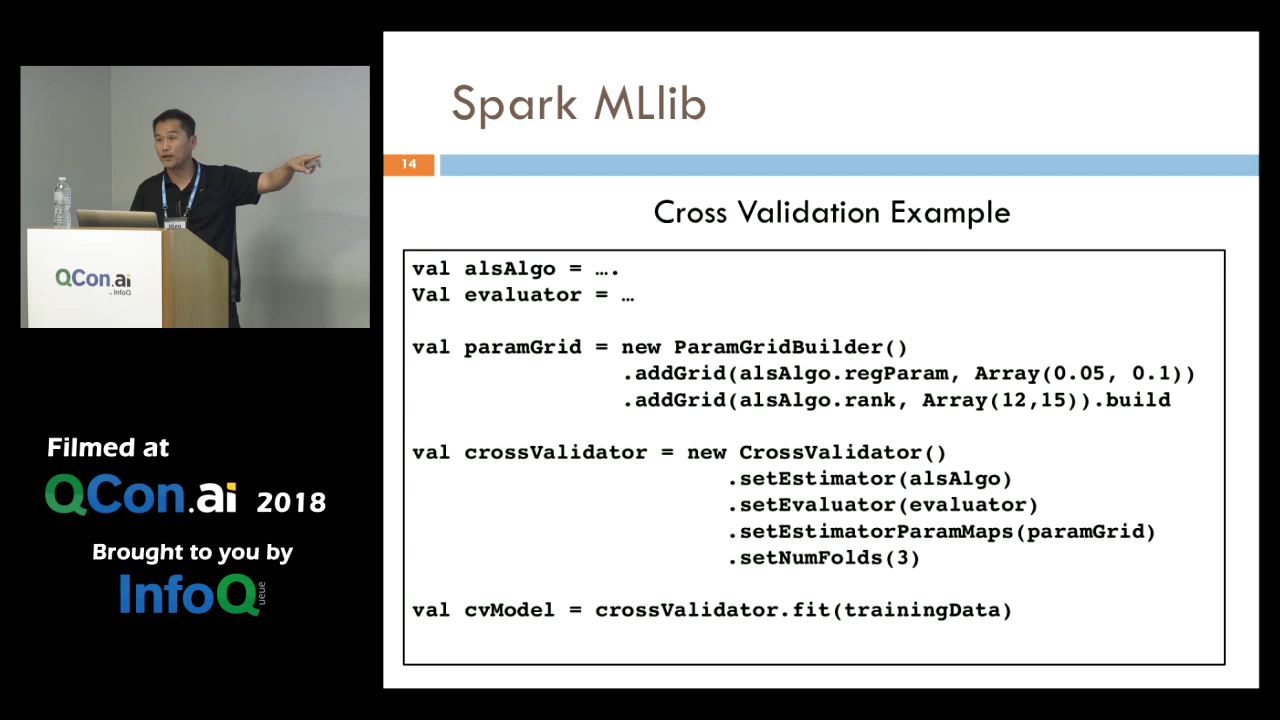 Spark MLlib
14
Cross Validation Example
val alsAlgo = ….
Val evaluator = …
val paramGrid = new ParamGridBuilder()
.addGrid(alsAlgo.regParam, Array(0.05, 0.1))
.addGrid(alsAlgo.rank, Array(12,15)).build
val crossValidator = new CrossValidator()
.setEstimator(alsAlgo)
.setEvaluator(evaluator)
.setEstimatorParamMaps(paramGrid)
.setNumFolds(3)
val cvModel = crossValidator.fit(trainingData)
QCon.ai
by InfoQ
Filmed at
QCon.ai 2018
Brought to you by
InfoQ
ueue